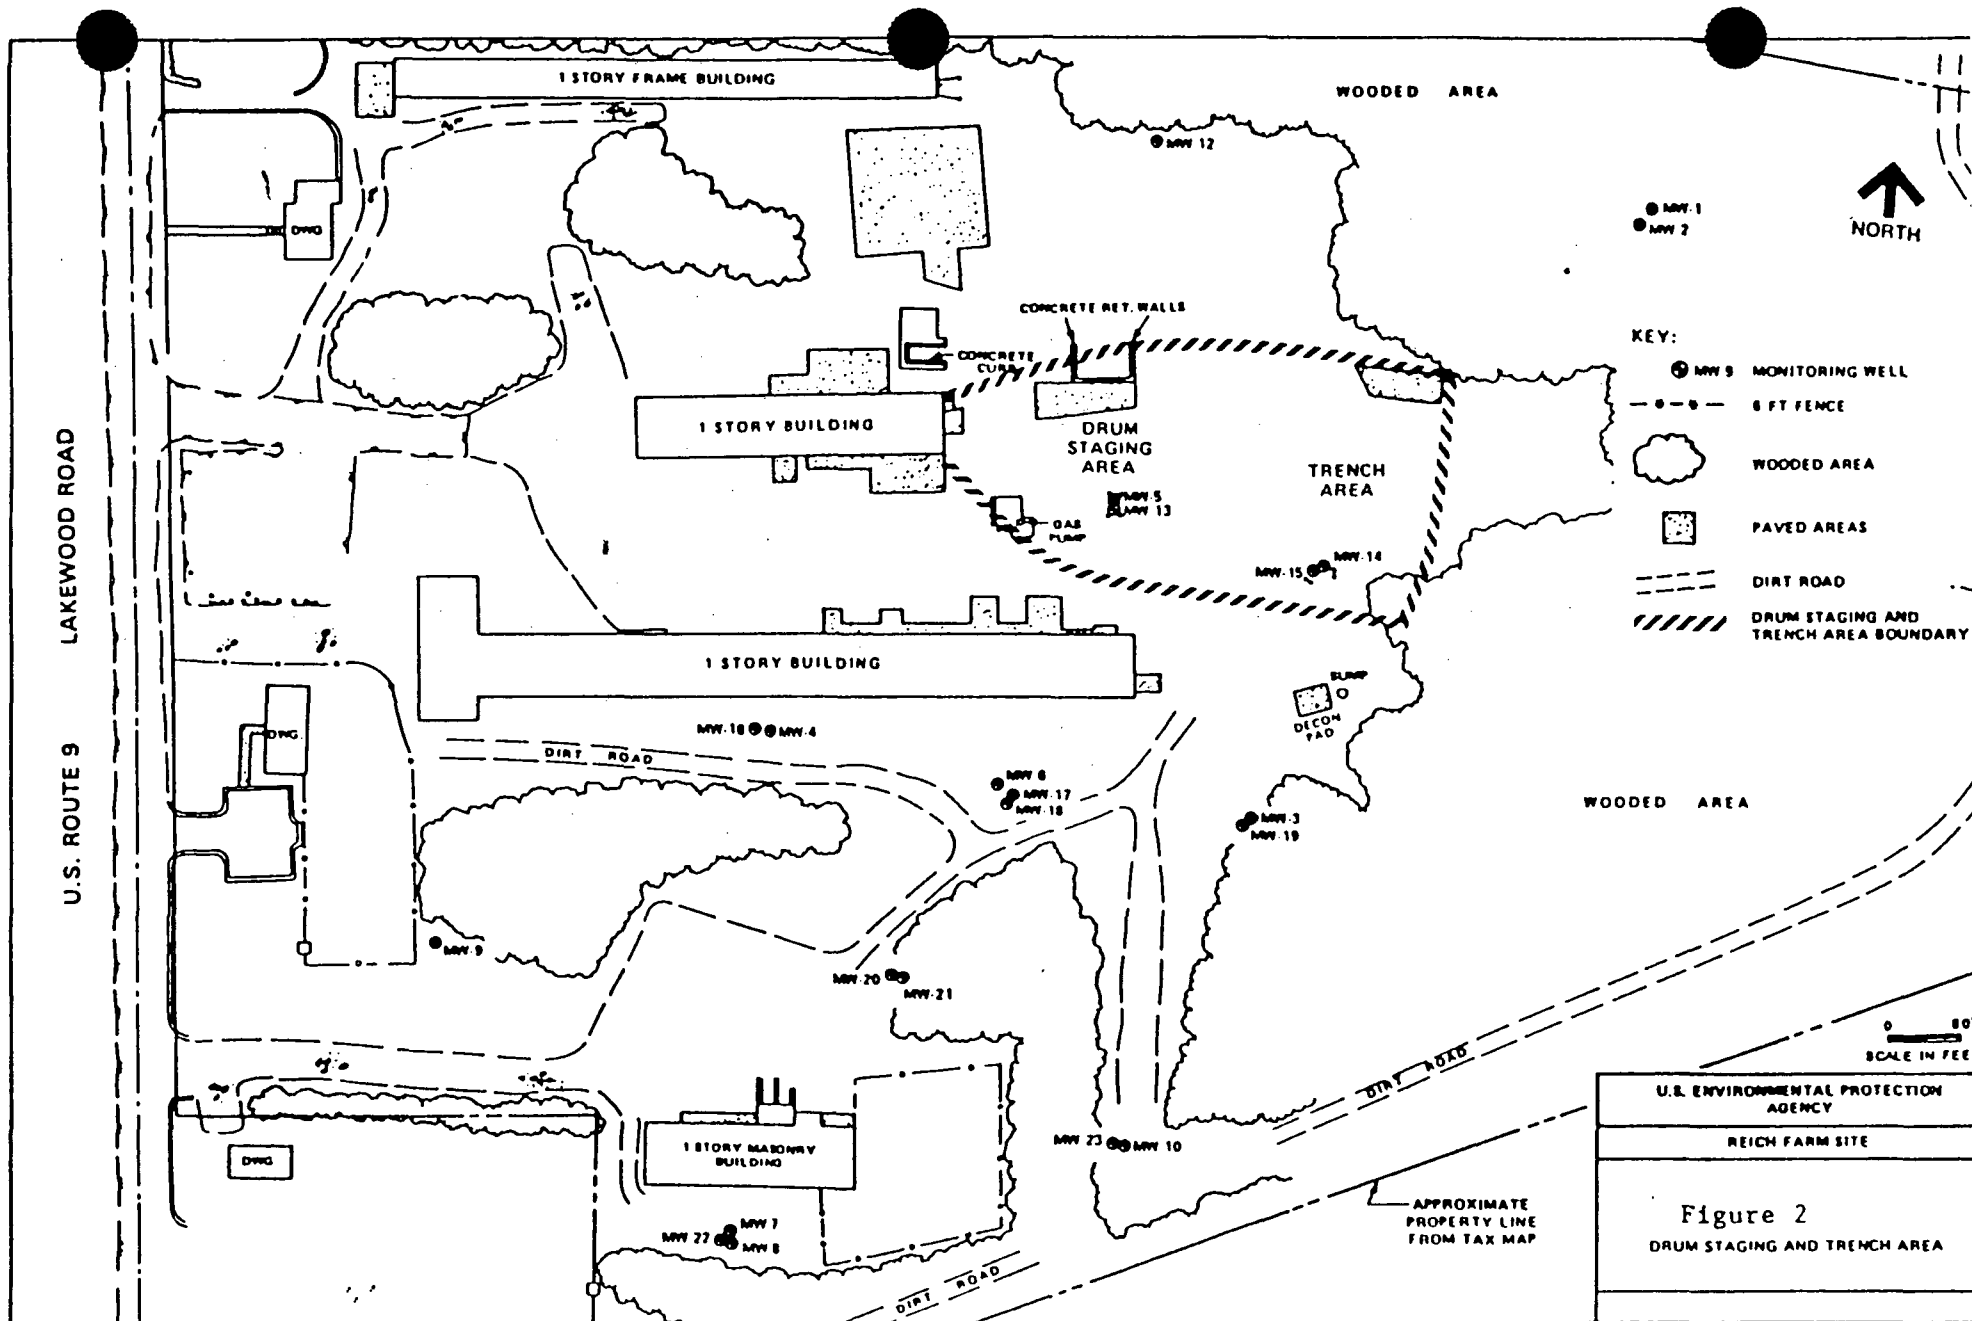 1 STORY FRAME BUILDING
WOODED AREA
MW 12
MW-1
MW 2
NORTH
DWG
CONCRETE RET. WALLS
CONCRETE
CURB
KEY:
MW 9 MONITORING WELL
6 FT FENCE
WOODED AREA
PAVED AREAS
DIRT ROAD
DRUM STAGING AND
TRENCH AREA BOUNDARY
1 STORY BUILDING
DRUM
STAGING
AREA
TRENCH
AREA
MW-5
MW 13
GAS
PUMP
MW-14
MW-15
LAKEWOOD ROAD
U.S. ROUTE 9
1 STORY BUILDING
SUMP
DECON
PAD
DWG.
MW-4
DIRT ROAD
MW 6
MW-17
MW-18
MW-3
MW-19
WOODED AREA
MW-9
MW-20
MW-21
DIRT ROAD
0 80'
SCALE IN FEE
U.S. ENVIRONMENTAL PROTECTION
AGENCY
REICH FARM SITE
Figure 2
DRUM STAGING AND TRENCH AREA
DWG
1 STORY MASONRY
BUILDING
MW 23
MW 10
APPROXIMATE
PROPERTY LINE
FROM TAX MAP
MW 7
MW 22
MW 8
DIRT ROAD